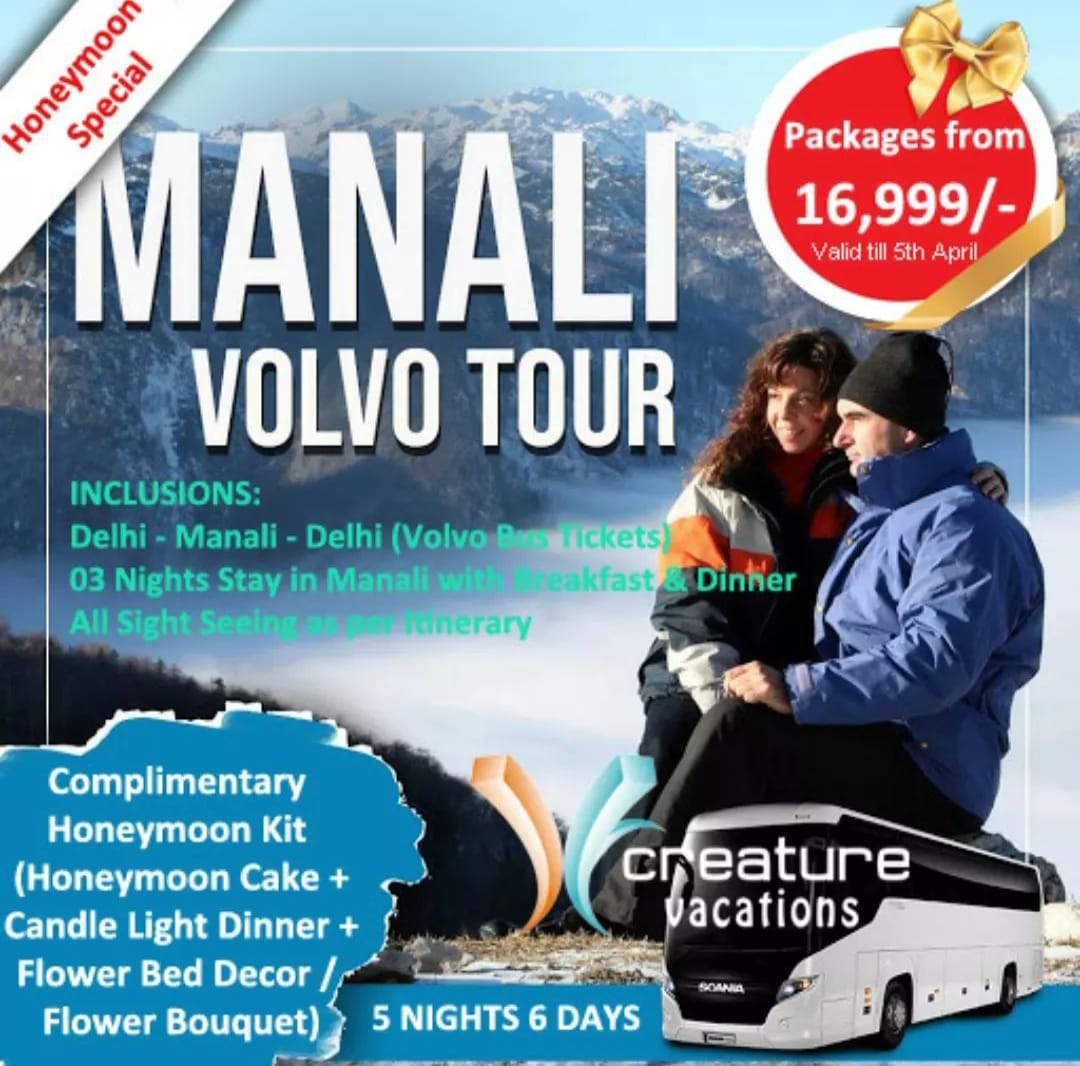 Honeymoon
Special
Packages from
16,999/-
Valid till 5th April
MANALI
VOLVO TOUR
INCLUSIONS:
Delhi - Manali - Delhi (Volvo Bus Tickets)
03 Nights Stay in Manali with Breakfast & Dinner
All Sight Seeing as per Itinerary
Complimentary
Honeymoon Kit
(Honeymoon Cake +
Candle Light Dinner +
Flower Bed Decor /
Flower Bouquet)
creature
vacations
SCANIA
5 NIGHTS 6 DAYS